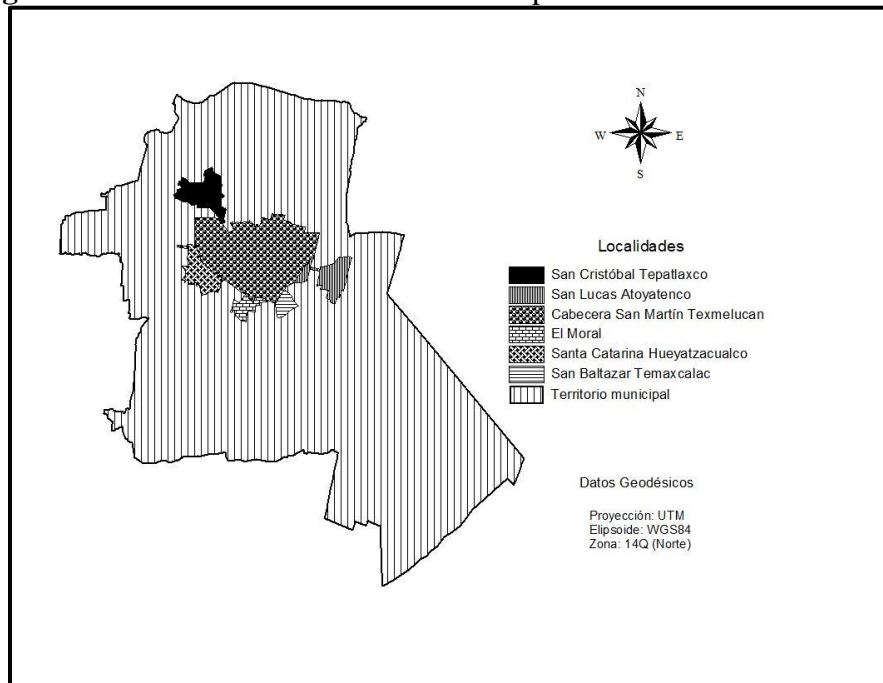 N
W E
S
Localidades
San Cristóbal Tepatlaxco
San Lucas Atoyatenco
Cabecera San Martín Texmelucan
El Moral
Santa Catarina Hueyatzacualco
San Baltazar Temaxcalac
Territorio municipal
Datos Geodésicos
Proyección: UTM
Elipsoide: WGS84
Zona: 14Q (Norte)